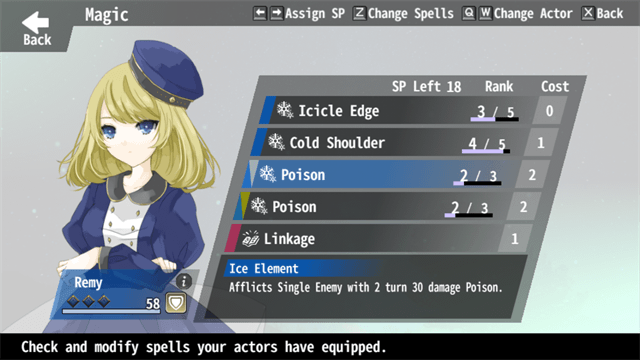 Magic
← → Assign SP Z Change Spells Q W Change Actor X Back
Back
SP Left 18 Rank Cost
Icicle Edge 3 / 5 0
Cold Shoulder 4 / 5 1
Poison 2 / 3 2
Poison 2 / 3 2
Linkage 1
Ice Element
Afflicts Single Enemy with 2 turn 30 damage Poison.
Remy i
58
Check and modify spells your actors have equipped.